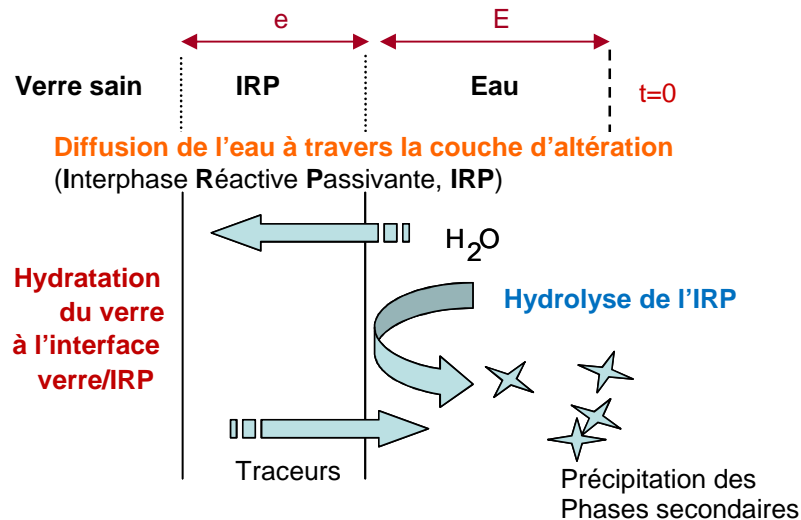 e
E
Verre sain
IRP
Eau
t=0
Diffusion de l'eau à travers la couche d'altération
(Interphase Réactive Passivante, IRP)
H2O
Hydratation
du verre
à l'interface
verre/IRP
Hydrolyse de l'IRP
Traceurs
Précipitation des
Phases secondaires